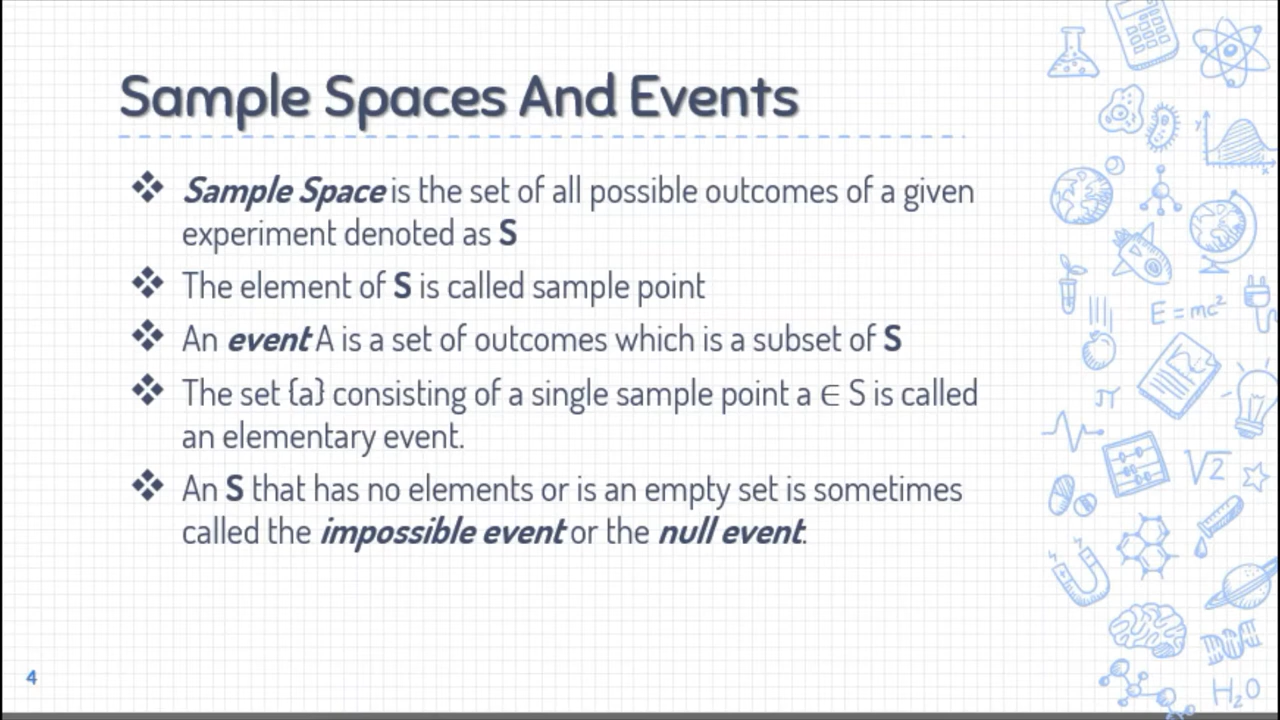 Sample Spaces And Events
❖ Sample Space is the set of all possible outcomes of a given
experiment denoted as S
❖ The element of S is called sample point
❖ An event A is a set of outcomes which is a subset of S
❖ The set {a} consisting of a single sample point a ∈ S is called
an elementary event.
❖ An S that has no elements or is an empty set is sometimes
called the impossible event or the null event.
4
y
x
E = mc²
π
√2
H₂O